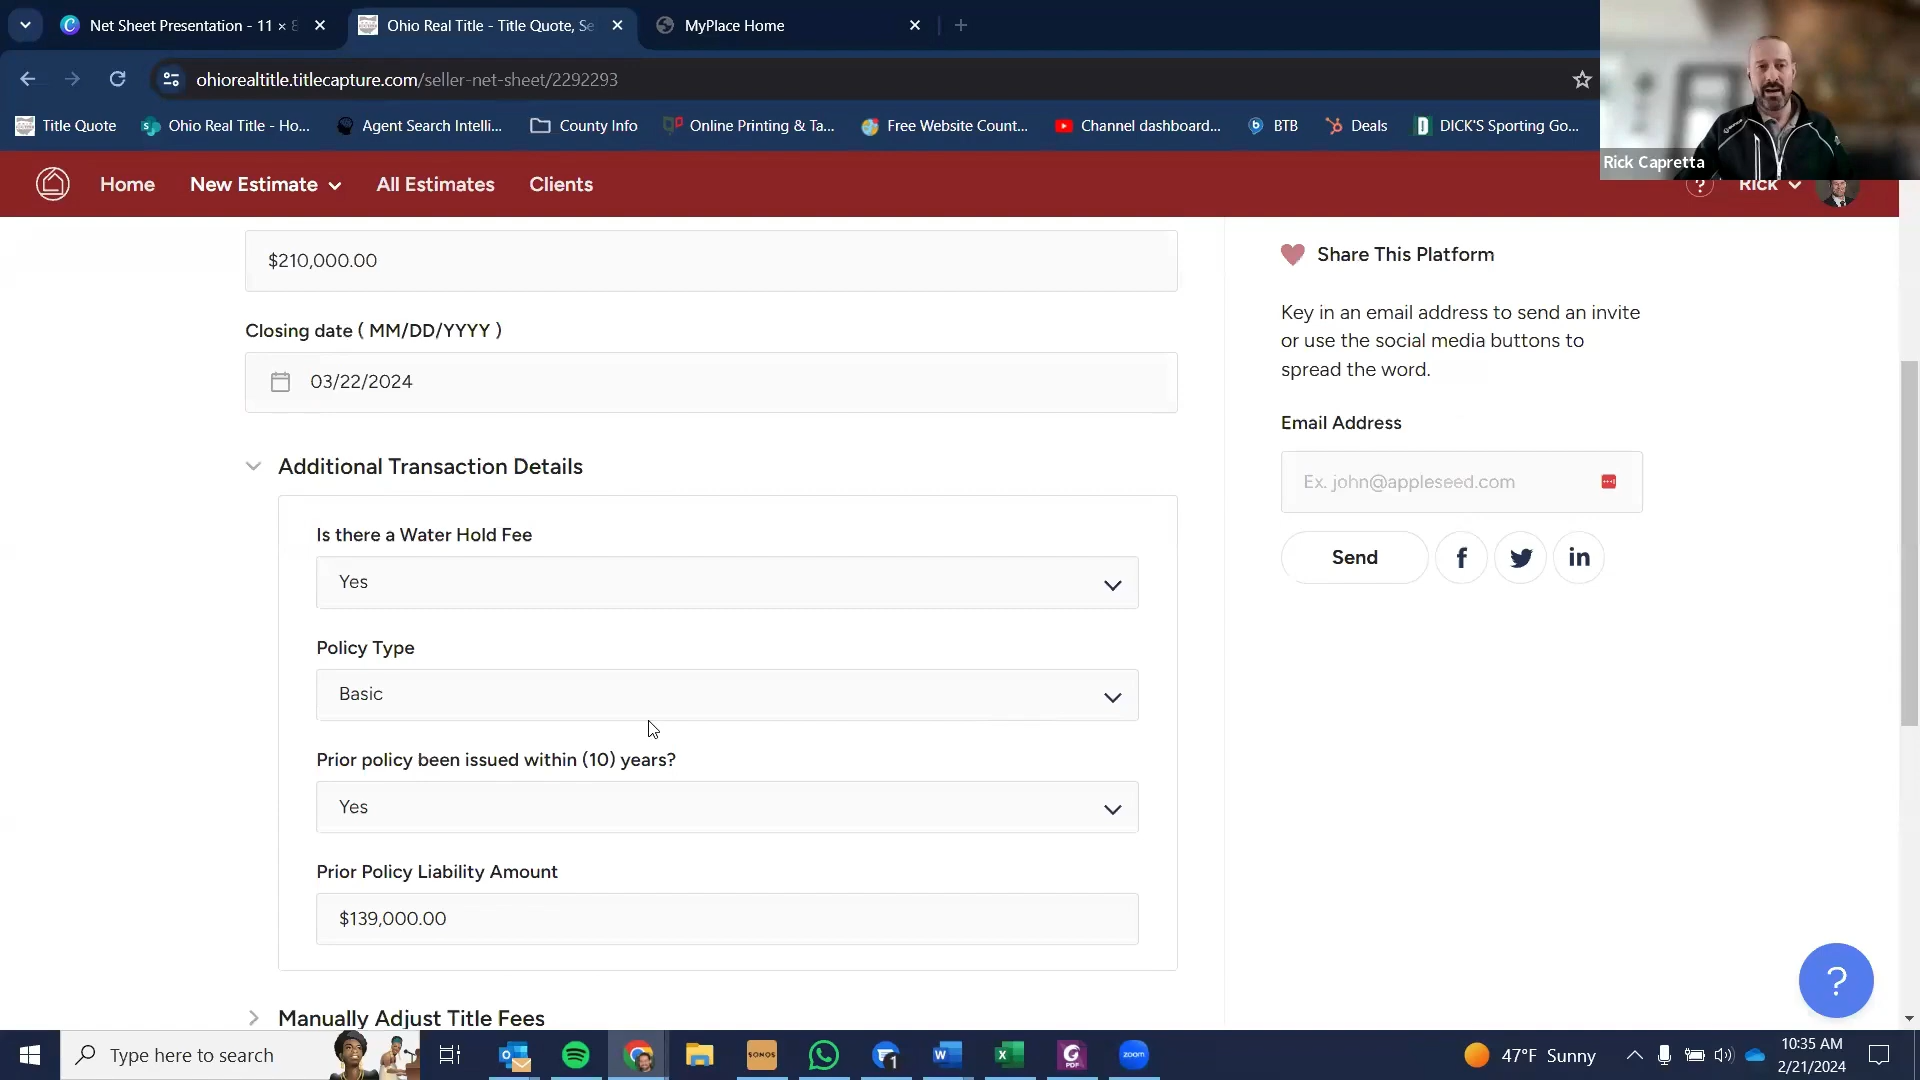 Net Sheet Presentation - 11 × 8
Ohio Real Title - Title Quote, Se
MyPlace Home
ohiorealtitle.titlecapture.com/seller-net-sheet/2292293
Title Quote
Ohio Real Title - Ho...
Agent Search Intelli...
County Info
Online Printing & Ta...
Free Website Count...
Channel dashboard...
BTB
Deals
DICK'S Sporting Go...
Rick Capretta
Home
New Estimate
All Estimates
Clients
?
Rick
$210,000.00
Closing date ( MM/DD/YYYY )
03/22/2024
Additional Transaction Details
Is there a Water Hold Fee
Yes
Policy Type
Basic
Prior policy been issued within (10) years?
Yes
Prior Policy Liability Amount
$139,000.00
Manually Adjust Title Fees
Share This Platform
Key in an email address to send an invite
or use the social media buttons to
spread the word.
Email Address
Ex. john@appleseed.com
Send
?
Type here to search
SONOS
zoom
47°F Sunny
10:35 AM
2/21/2024